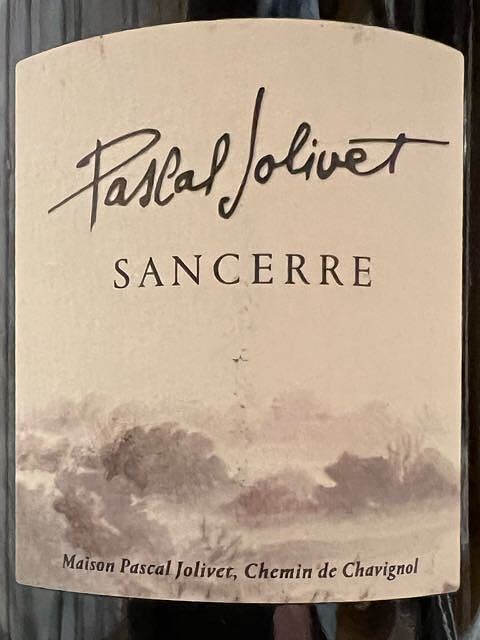 Pascal Jolivet
SANCERRE
Maison Pascal Jolivet, Chemin de Chavignol